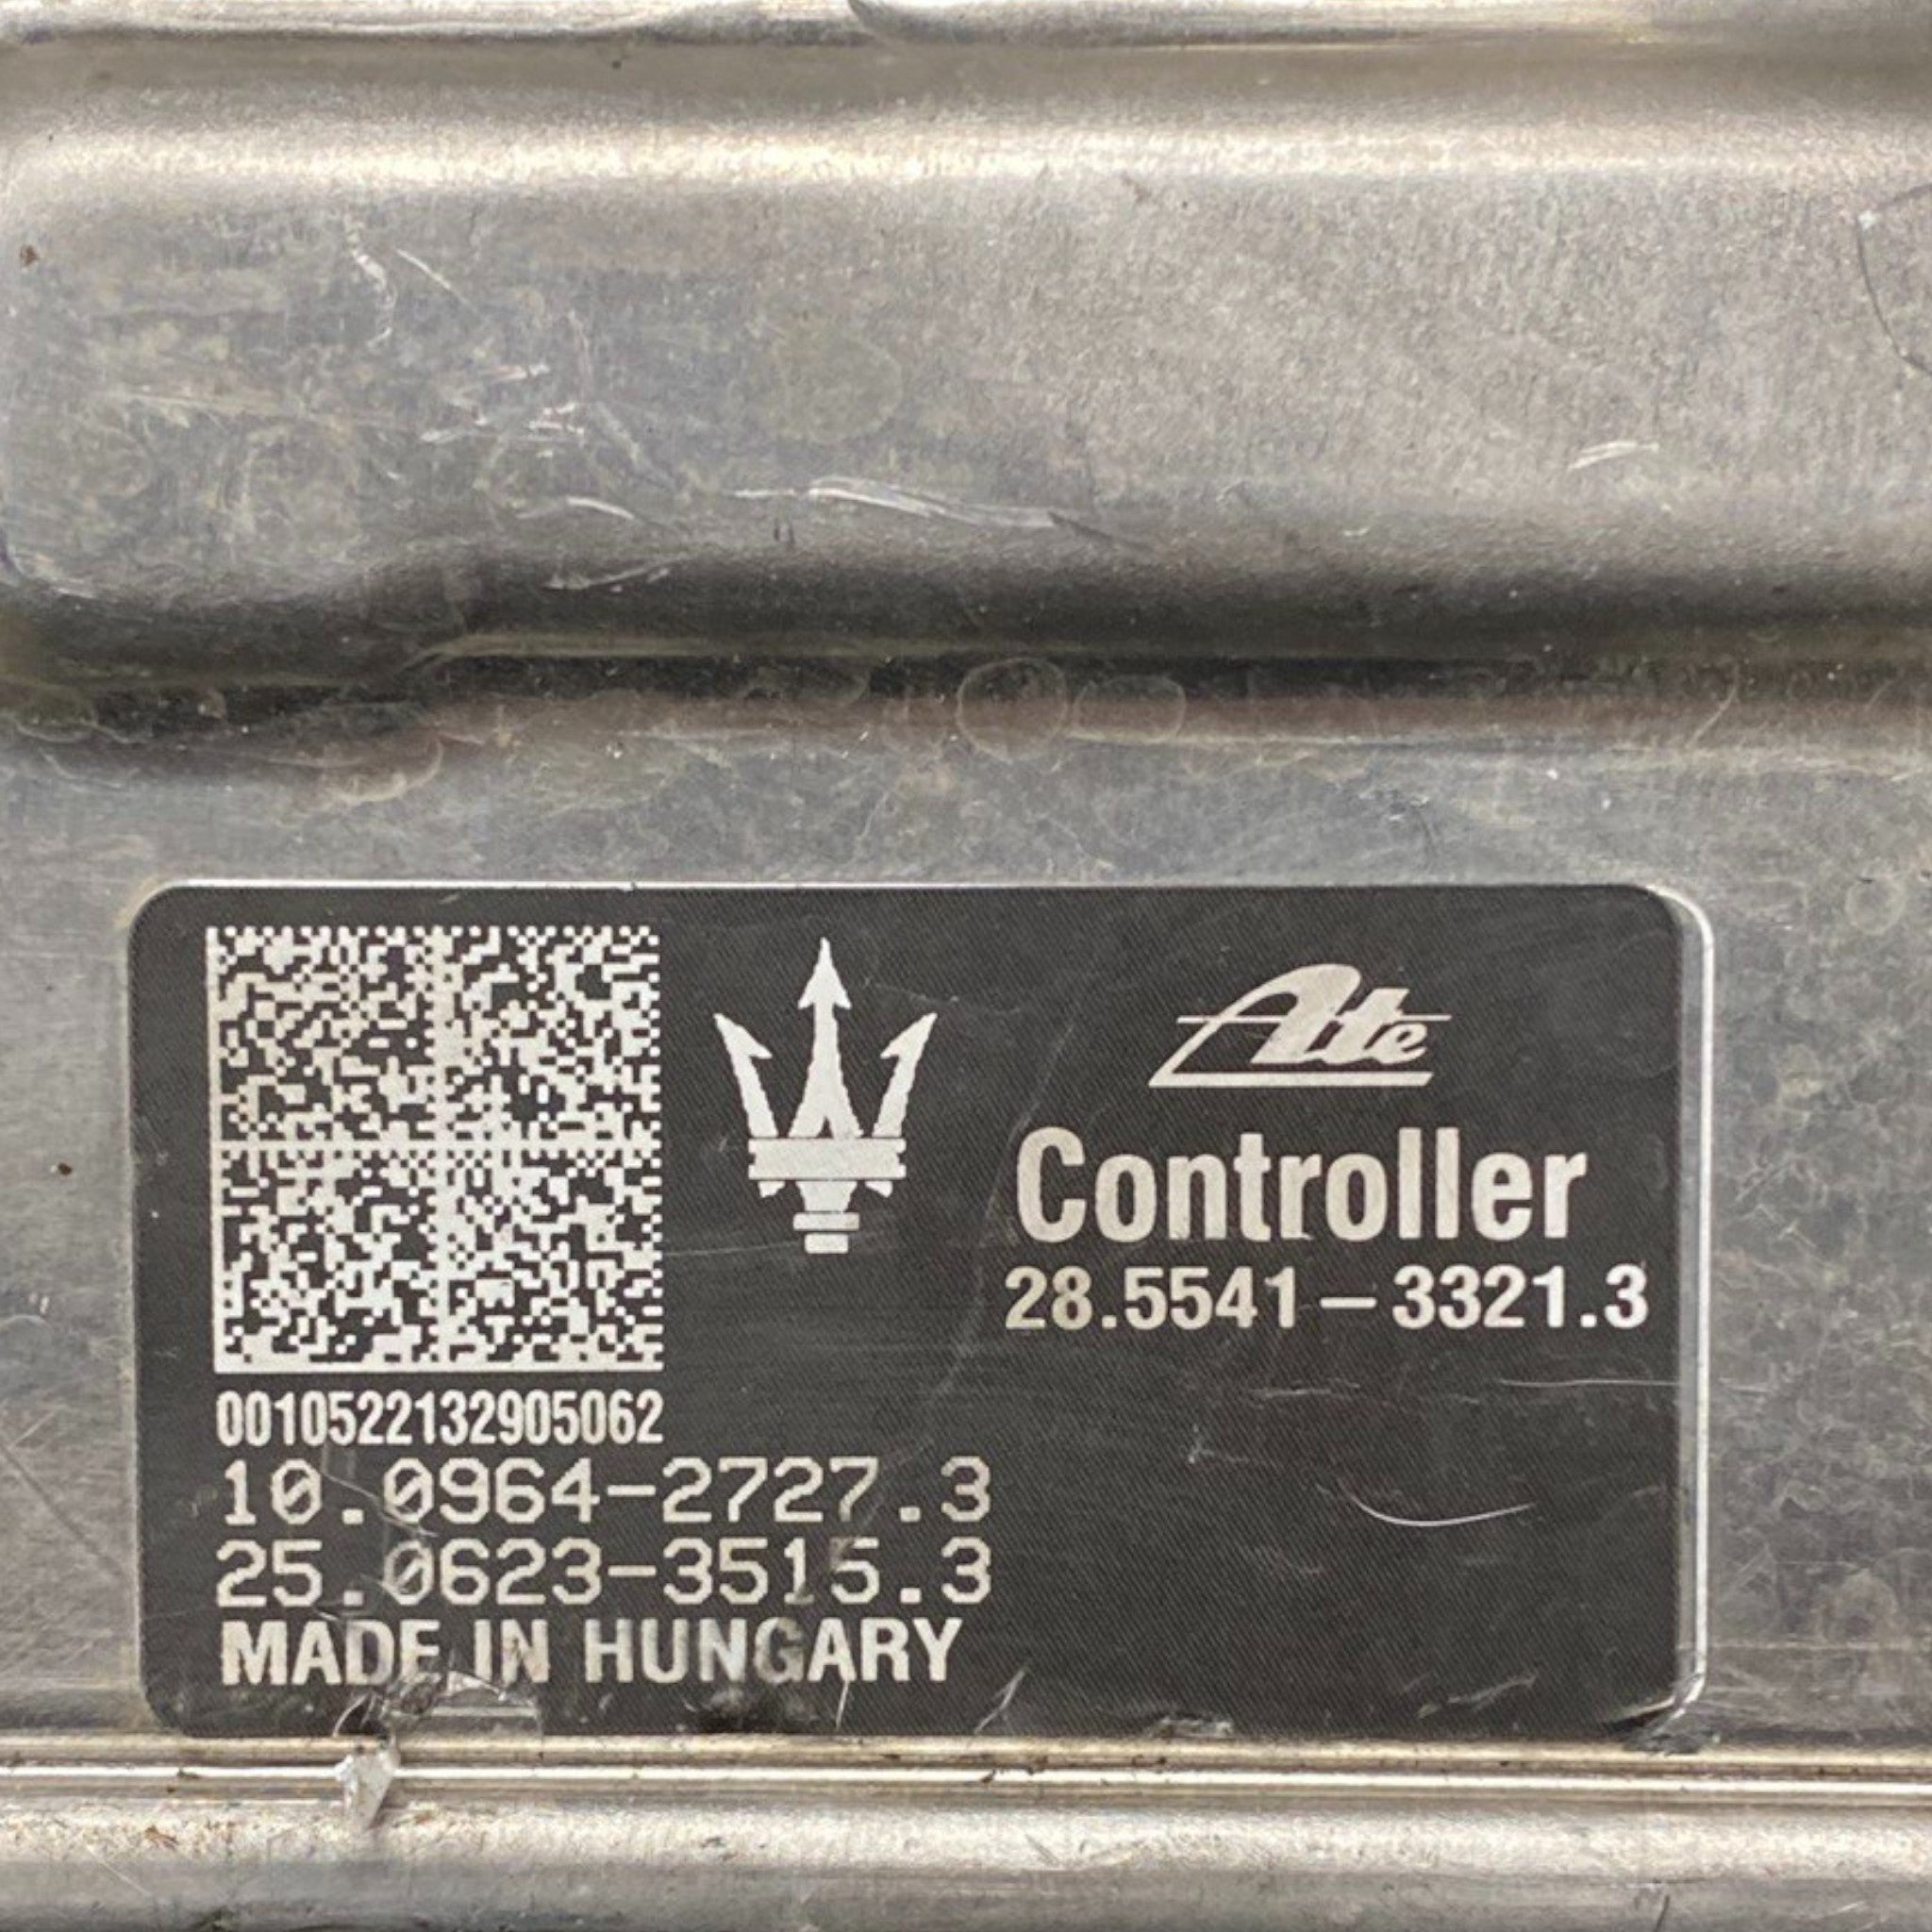 Ate
Controller
28.5541-3321.3
0010522132905062
10.0964-2727.3
25.0623-3515.3
MADE IN HUNGARY